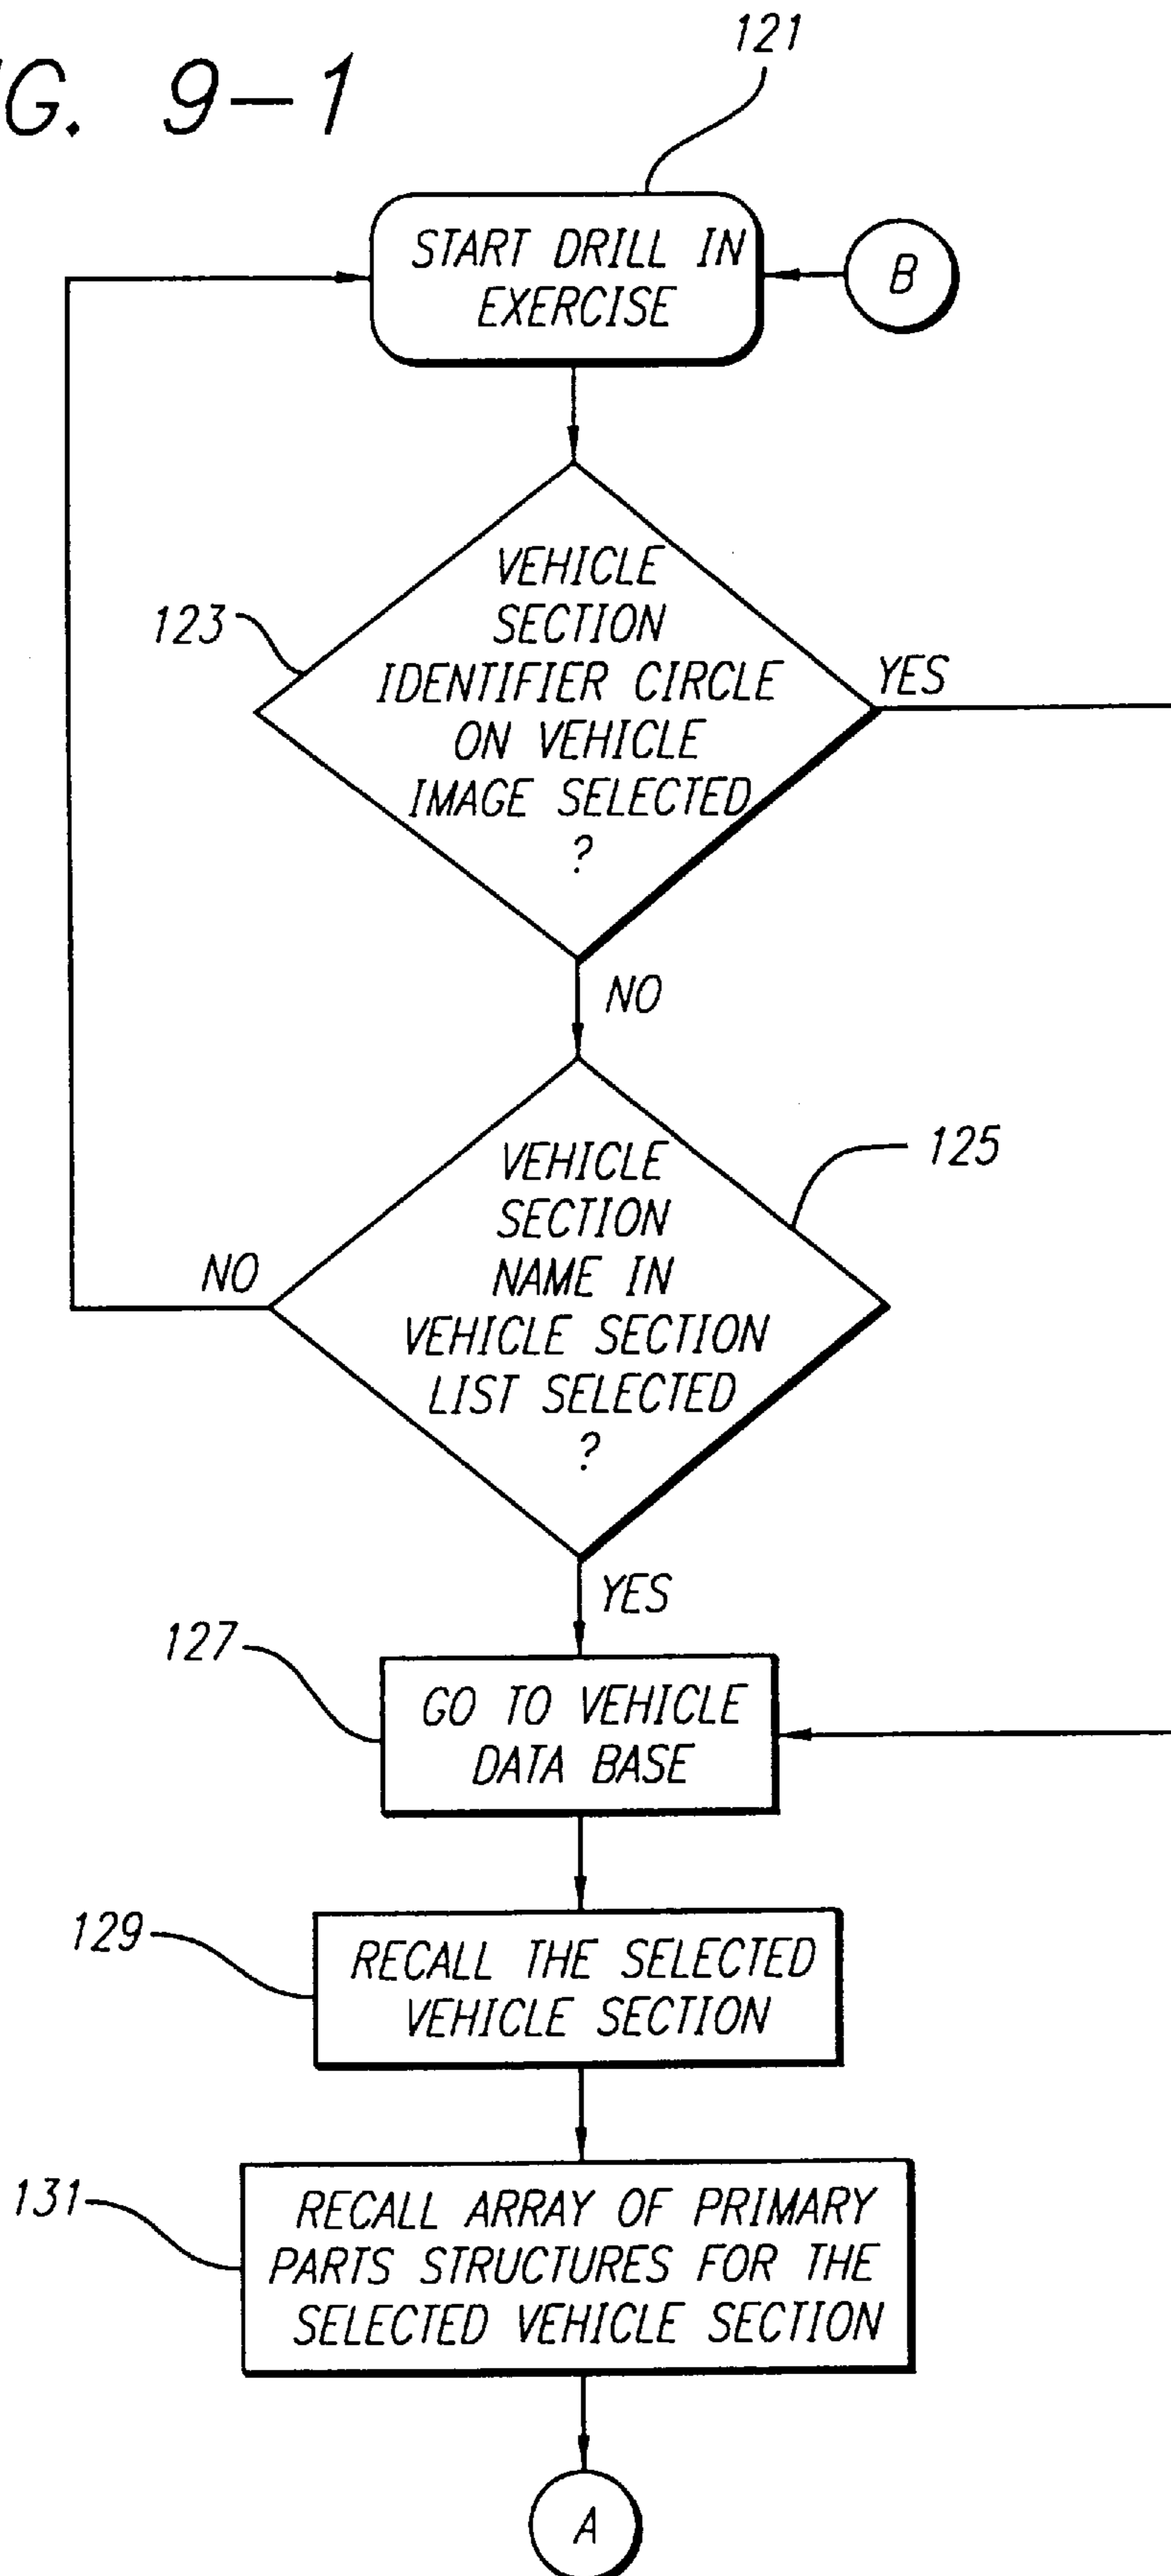 G. 9-1
121
START DRILL IN
EXERCISE
B
123
VEHICLE
SECTION
IDENTIFIER CIRCLE
ON VEHICLE
IMAGE SELECTED
?
YES
NO
125
VEHICLE
SECTION
NAME IN
VEHICLE SECTION
LIST SELECTED
?
NO
YES
127
GO TO VEHICLE
DATA BASE
129
RECALL THE SELECTED
VEHICLE SECTION
131
RECALL ARRAY OF PRIMARY
PARTS STRUCTURES FOR THE
SELECTED VEHICLE SECTION
A